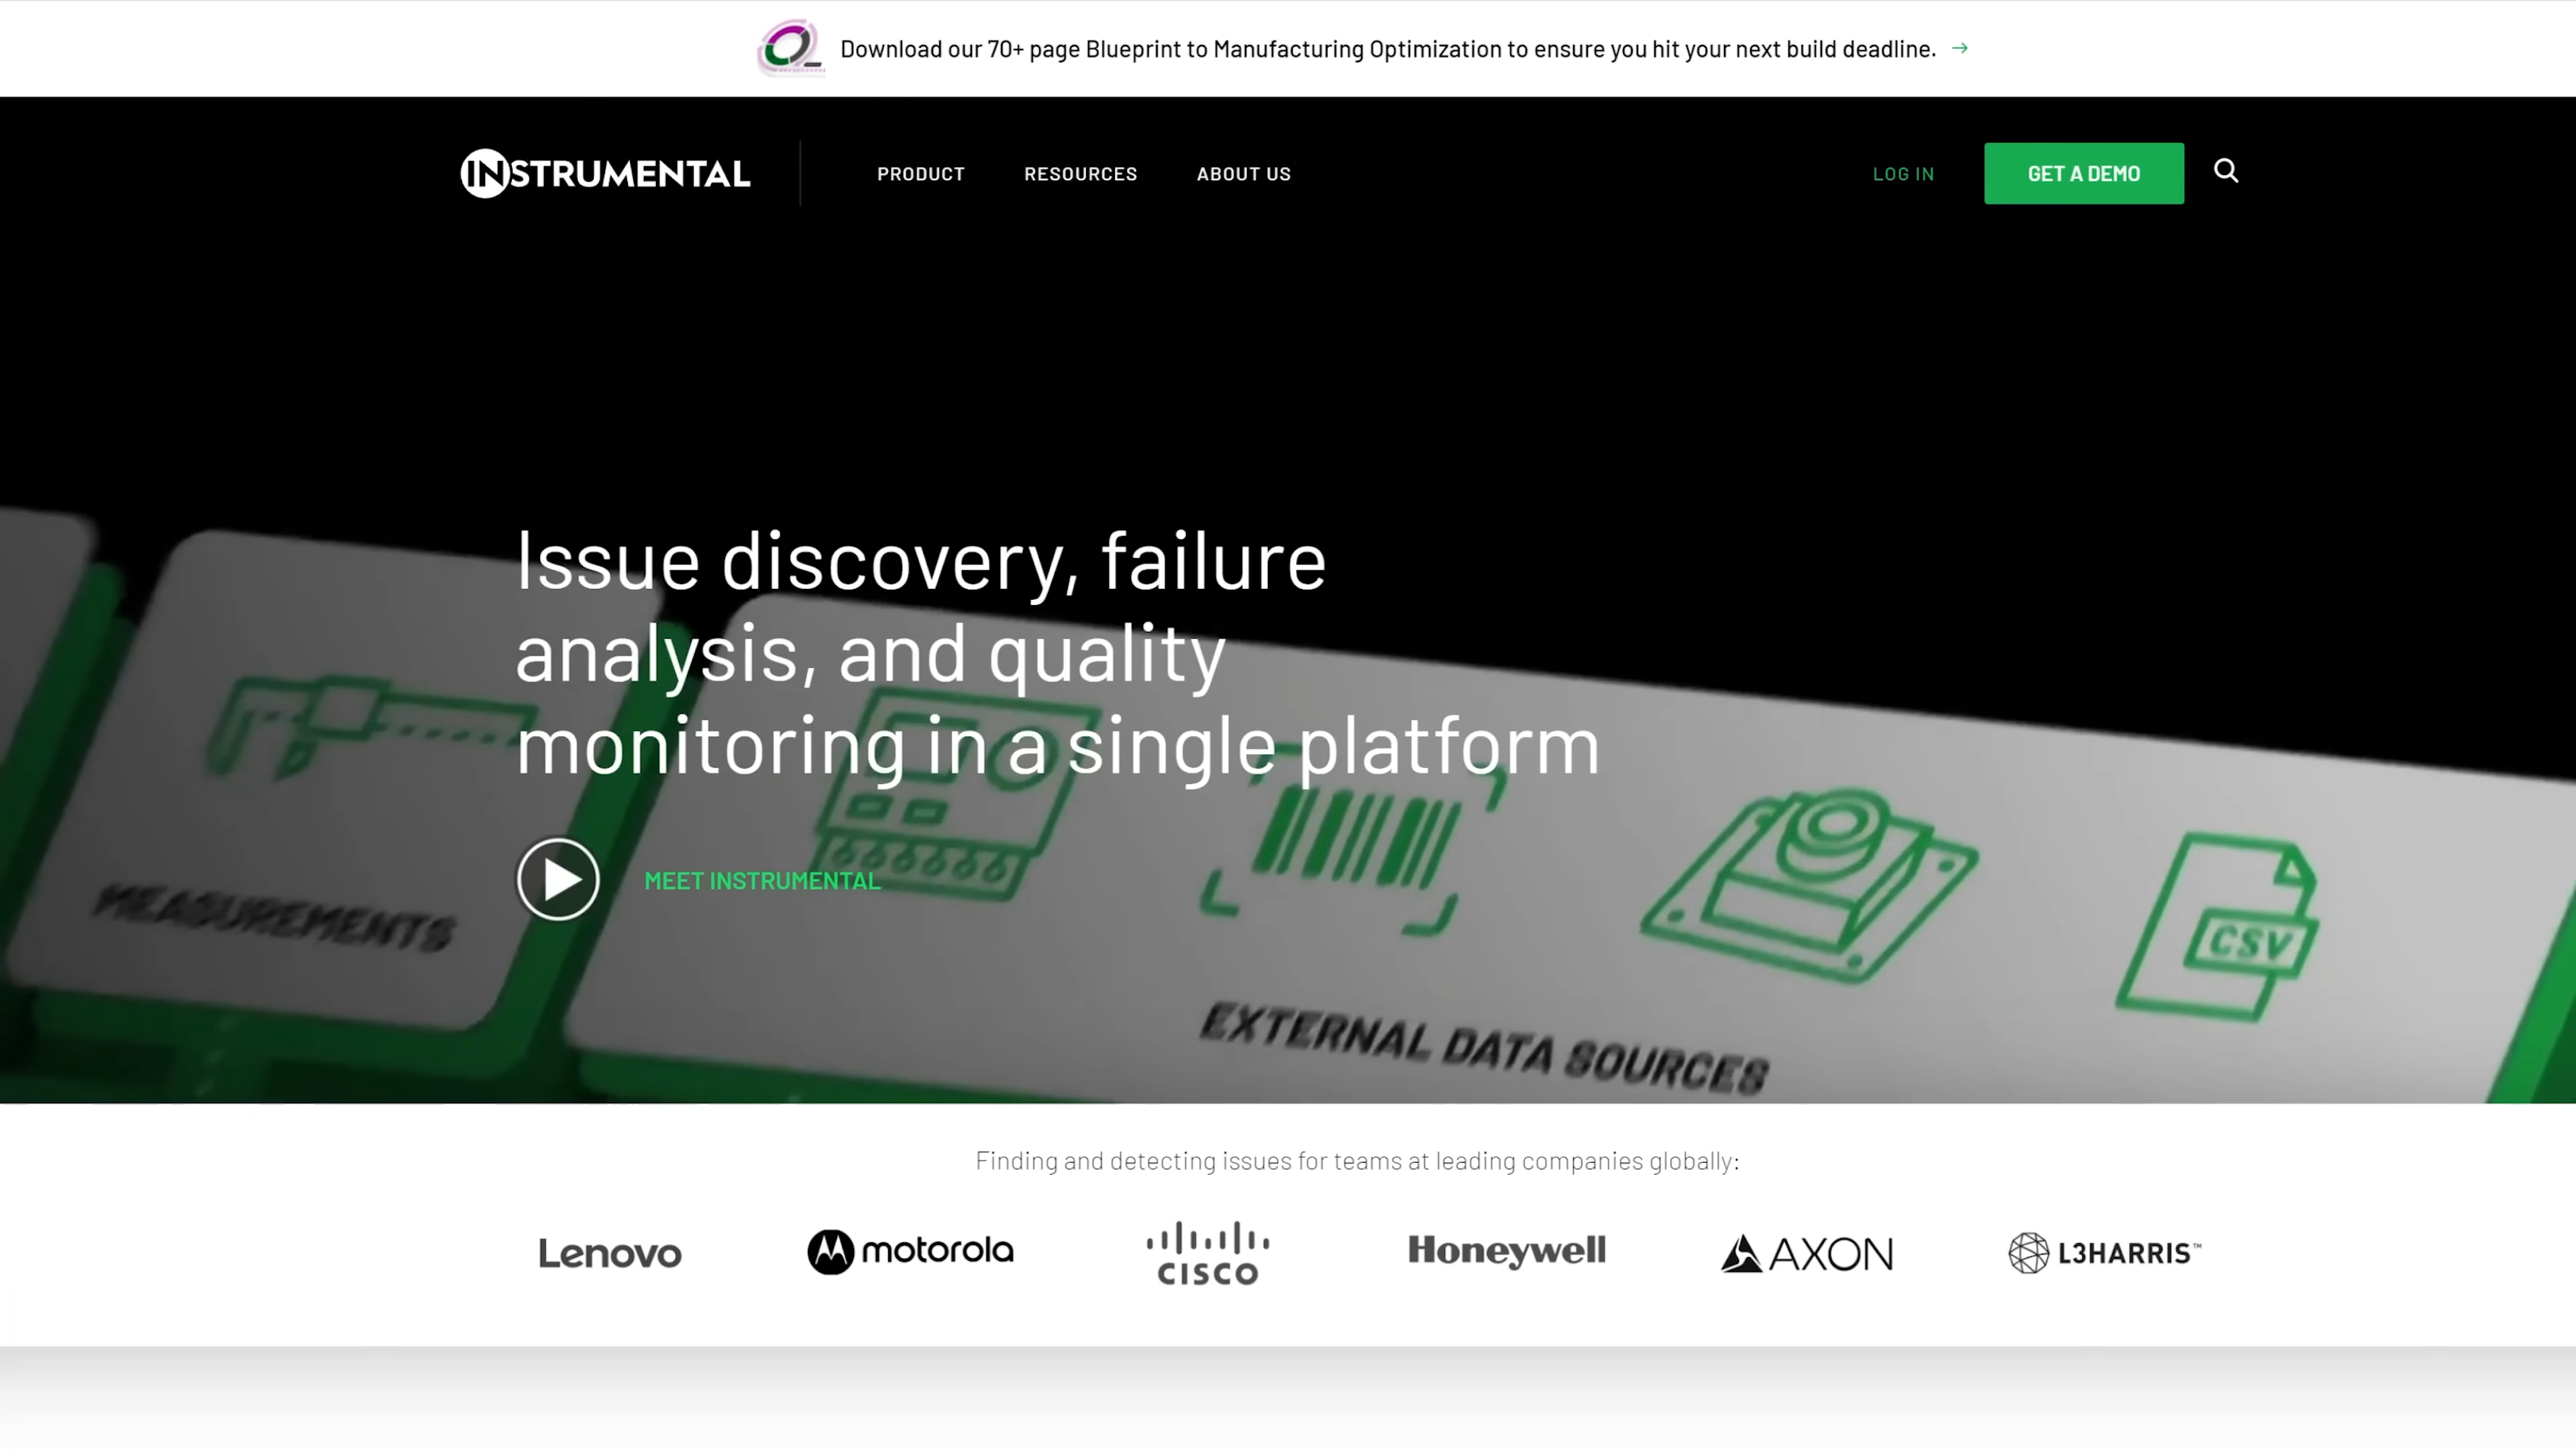 Download our 70+ page Blueprint to Manufacturing Optimization to ensure you hit your next build deadline. →
INSTRUMENTAL
PRODUCT
RESOURCES
ABOUT US
LOG IN
GET A DEMO
Issue discovery, failure
analysis, and quality
monitoring in a single platform
MEET INSTRUMENTAL
MEASUREMENTS
CSV
EXTERNAL DATA SOURCES
Finding and detecting issues for teams at leading companies globally:
Lenovo
motorola
CISCO
Honeywell
AXON
L3HARRIS™